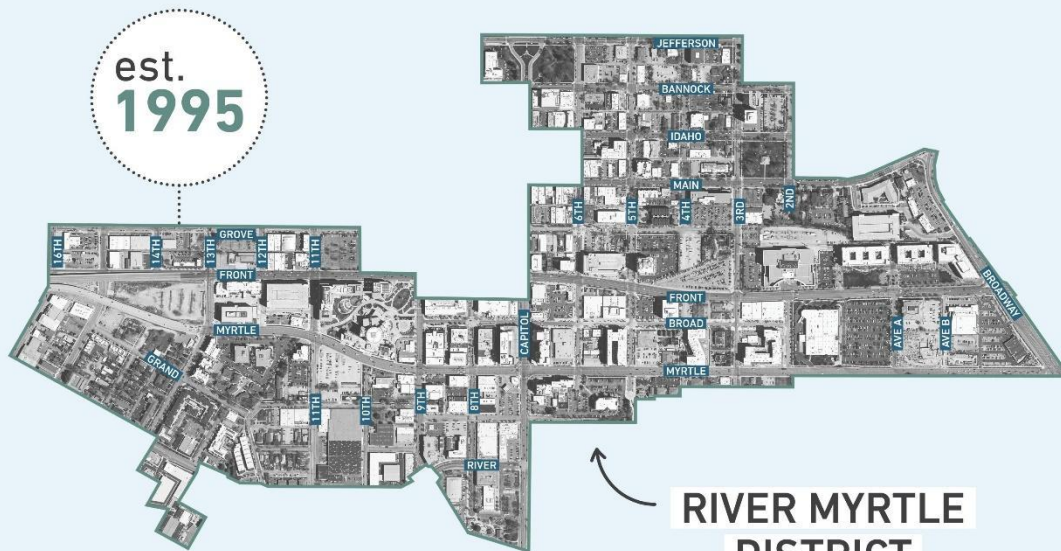 est.
1995
JEFFERSON
BANNOCK
IDAHO
MAIN
6TH
5TH
4TH
3RD
2ND
16TH
14TH
13TH
GROVE
12TH
11TH
FRONT
FRONT
BROADWAY
MYRTLE
BROAD
CAPITOL
AVE A
AVE B
GRAND
MYRTLE
11TH
10TH
9TH
8TH
RIVER
RIVER MYRTLE
DISTRICT